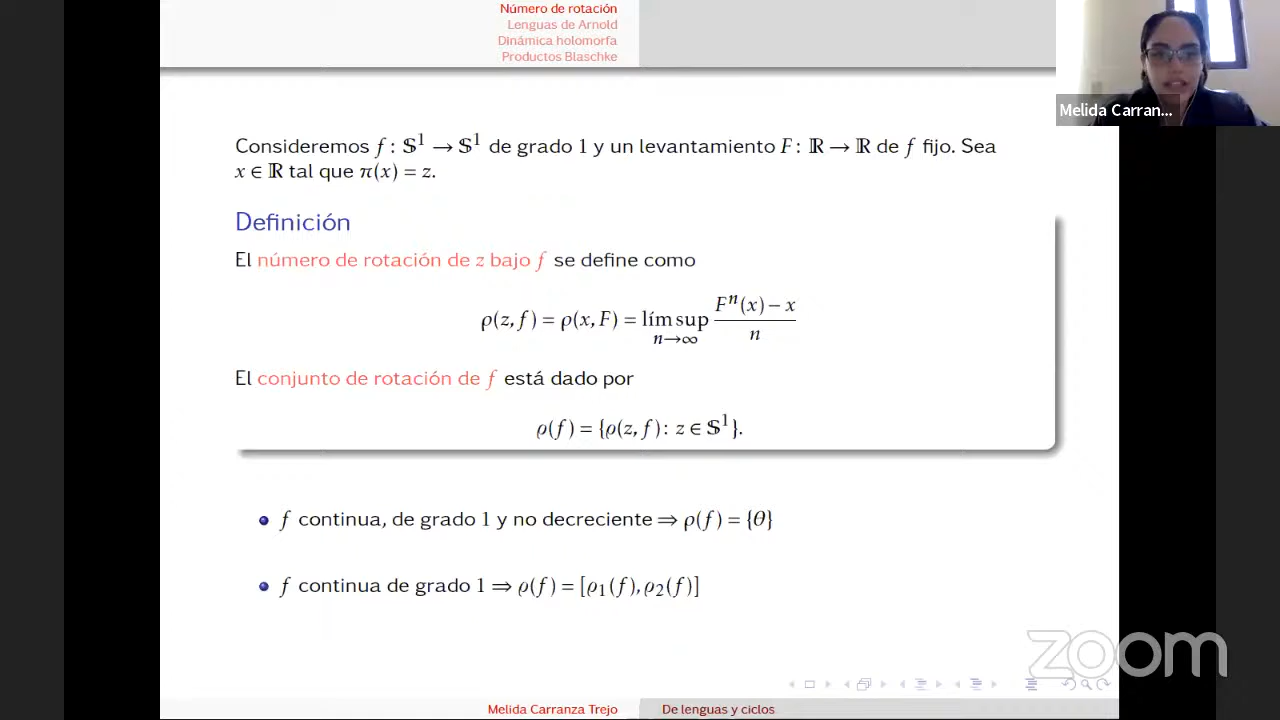 Número de rotación
Lenguas de Arnold
Dinámica holomorfa
Productos Blaschke
Melida Carran...
Consideremos f : 𝕊¹ → 𝕊¹ de grado 1 y un levantamiento F : ℝ → ℝ de f fijo. Sea
x ∈ ℝ tal que π(x) = z.
Definición
El número de rotación de z bajo f se define como
ρ(z, f) = ρ(x, F) = lím sup_{n→∞} (Fⁿ(x) − x)/n
El conjunto de rotación de f está dado por
ρ(f) = {ρ(z, f) : z ∈ 𝕊¹}.
f continua, de grado 1 y no decreciente ⇒ ρ(f) = {θ}
f continua de grado 1 ⇒ ρ(f) = [ρ₁(f), ρ₂(f)]
zoom
Melida Carranza Trejo De lenguas y ciclos